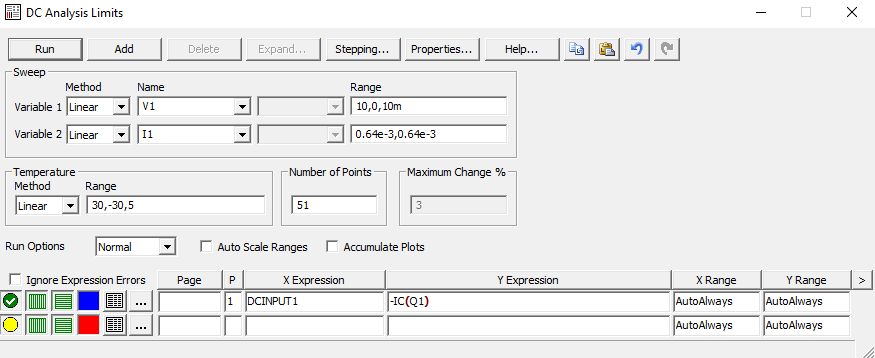 DC Analysis Limits
Run Add Delete Expand... Stepping... Properties... Help...
Sweep
Method Name Range
Variable 1 Linear V1 10,0,10m
Variable 2 Linear I1 0.64e-3,0.64e-3
Temperature Number of Points Maximum Change %
Method Range
Linear 30,-30,5 51 3
Run Options Normal Auto Scale Ranges Accumulate Plots
Ignore Expression Errors Page P X Expression Y Expression X Range Y Range >
... 1 DCINPUT1 -IC(Q1) AutoAlways AutoAlways
... AutoAlways AutoAlways